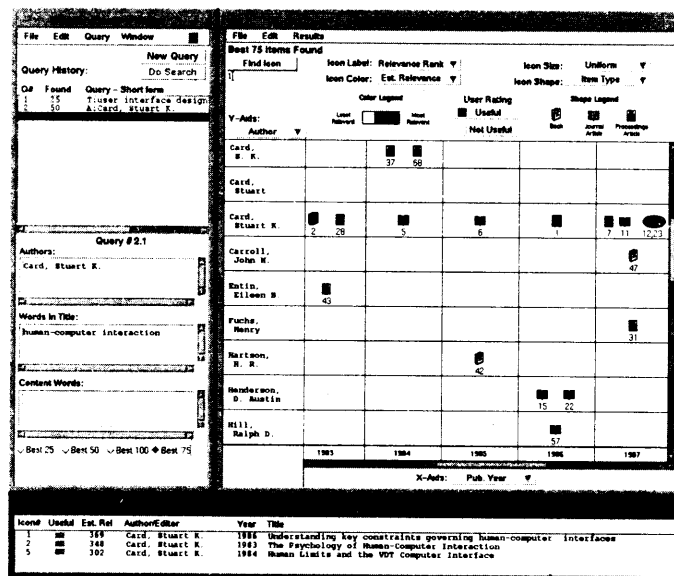 File Edit Query Window
New Query
Query History:
Do Search
Q# Found Query - Short form
1 25 T:user interface design
2 50 A:Card, Stuart K.
Query #2.1
Authors:
Card, Stuart K.
Words in Title:
human-computer interaction
Content Words:
Best 25 Best 50 Best 100 Best 75
File Edit Results
Best 75 Items Found
Find Icon
Icon Label: Relevance Rank
Icon Size: Uniform
Icon Color: Est. Relevance
Icon Shape: Item Type
Color Legend
User Rating
Shape Legend
Y-Axis:
Least Relevant
Most Relevant
Useful
Not Useful
Book
Journal Article
Proceedings Article
Author
Card, S. K.
37 68
Card, Stuart
Card, Stuart K.
2 28 5 6 1 7 11 12,23
Carroll, John M.
47
Entin, Eileen B.
43
Fuchs, Henry
31
Hartson, H. R.
42
Henderson, D. Austin
15 22
Hill, Ralph D.
57
1983 1984 1985 1986 1987
X-Axis: Pub. Year
Icon# Useful Est. Rel Author/Editor Year Title
1 369 Card, Stuart K. 1986 Understanding key constraints governing human-computer interfaces
2 348 Card, Stuart K. 1983 The Psychology of Human-Computer Interaction
5 302 Card, Stuart K. 1984 Human Limits and the VDT Computer Interface